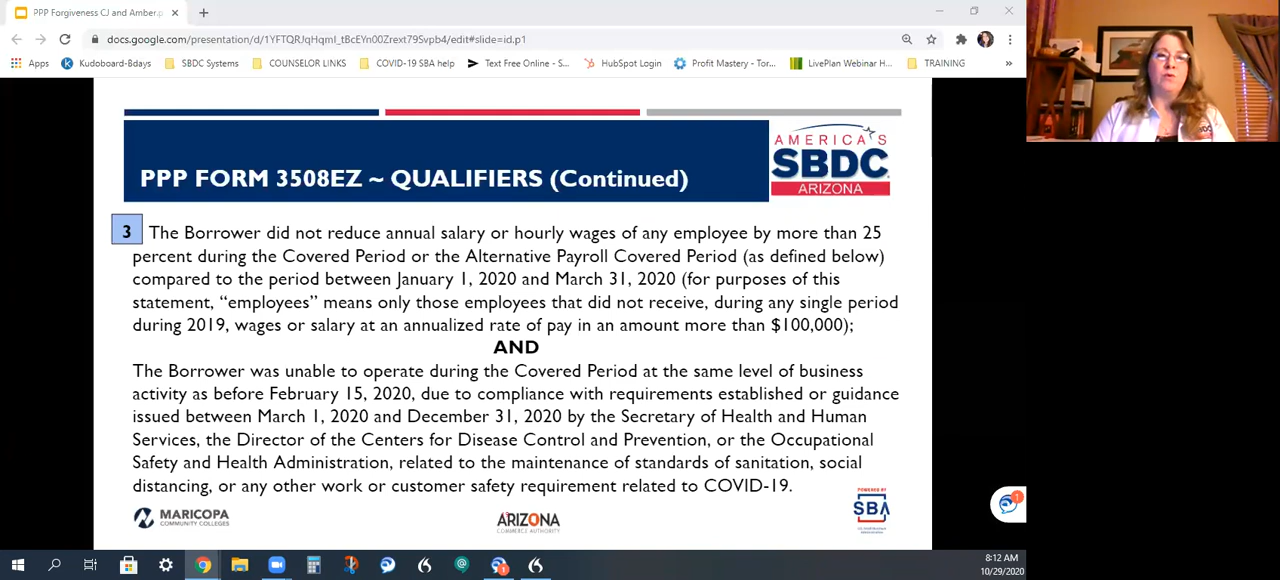 PPP Forgiveness CJ and Amber.p
docs.google.com/presentation/d/1YFTQRJqHqmI_tBcEYn00Zrext79Svpb4/edit#slide=id.p1
Apps Kudoboard-8days SBDC Systems COUNSELOR LINKS COVID-19 SBA help Text Free Online - S... HubSpot Login Profit Mastery - Tor... LivePlan Webinar H... TRAINING
AMERICA'S
SBDC
ARIZONA
PPP FORM 3508EZ ~ QUALIFIERS (Continued)
3 The Borrower did not reduce annual salary or hourly wages of any employee by more than 25
percent during the Covered Period or the Alternative Payroll Covered Period (as defined below)
compared to the period between January 1, 2020 and March 31, 2020 (for purposes of this
statement, “employees” means only those employees that did not receive, during any single period
during 2019, wages or salary at an annualized rate of pay in an amount more than $100,000);
AND
The Borrower was unable to operate during the Covered Period at the same level of business
activity as before February 15, 2020, due to compliance with requirements established or guidance
issued between March 1, 2020 and December 31, 2020 by the Secretary of Health and Human
Services, the Director of the Centers for Disease Control and Prevention, or the Occupational
Safety and Health Administration, related to the maintenance of standards of sanitation, social
distancing, or any other work or customer safety requirement related to COVID-19.
MARICOPA
COMMUNITY COLLEGES
ARIZONA
COMMERCE AUTHORITY
POWERED BY
SBA
1
8:12 AM
10/29/2020